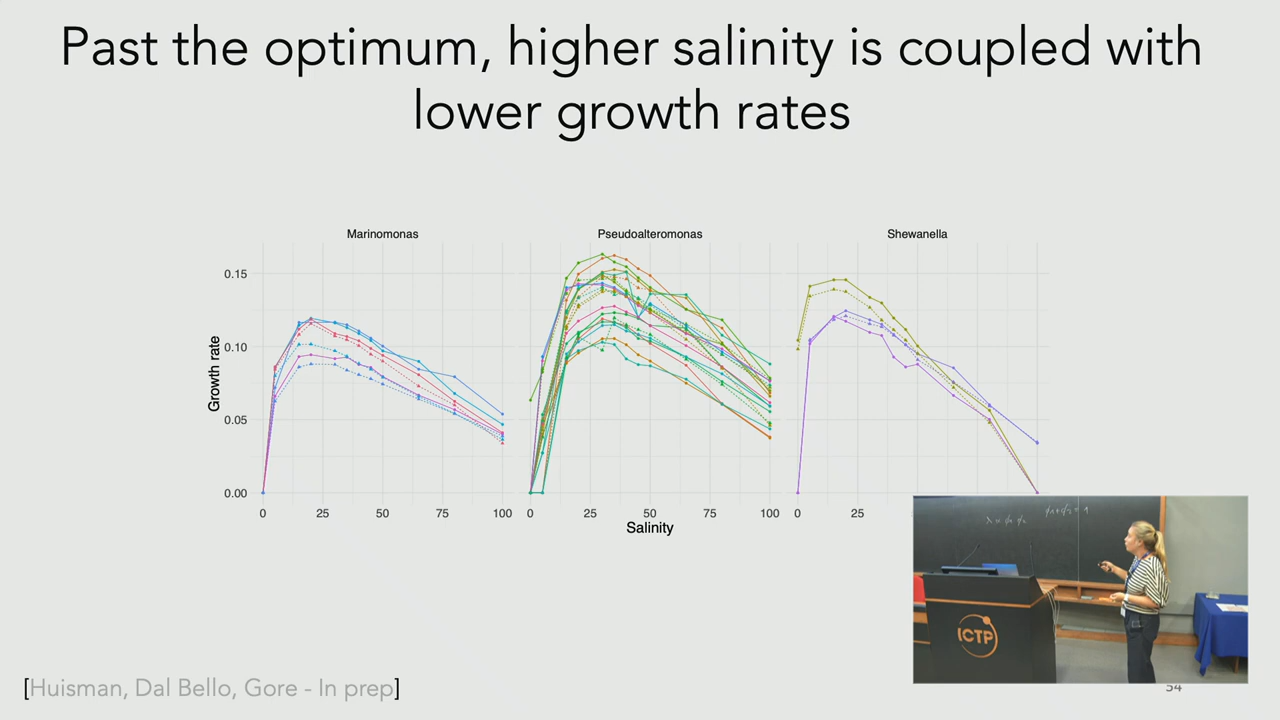 Past the optimum, higher salinity is coupled with
lower growth rates
Marinomonas
Pseudoalteromonas
Shewanella
Growth rate
0.15
0.10
0.05
0.00
0 25 50 75 100
0 25 50 75 100
0 25
Salinity
ICTP
[Huisman, Dal Bello, Gore - In prep]
54